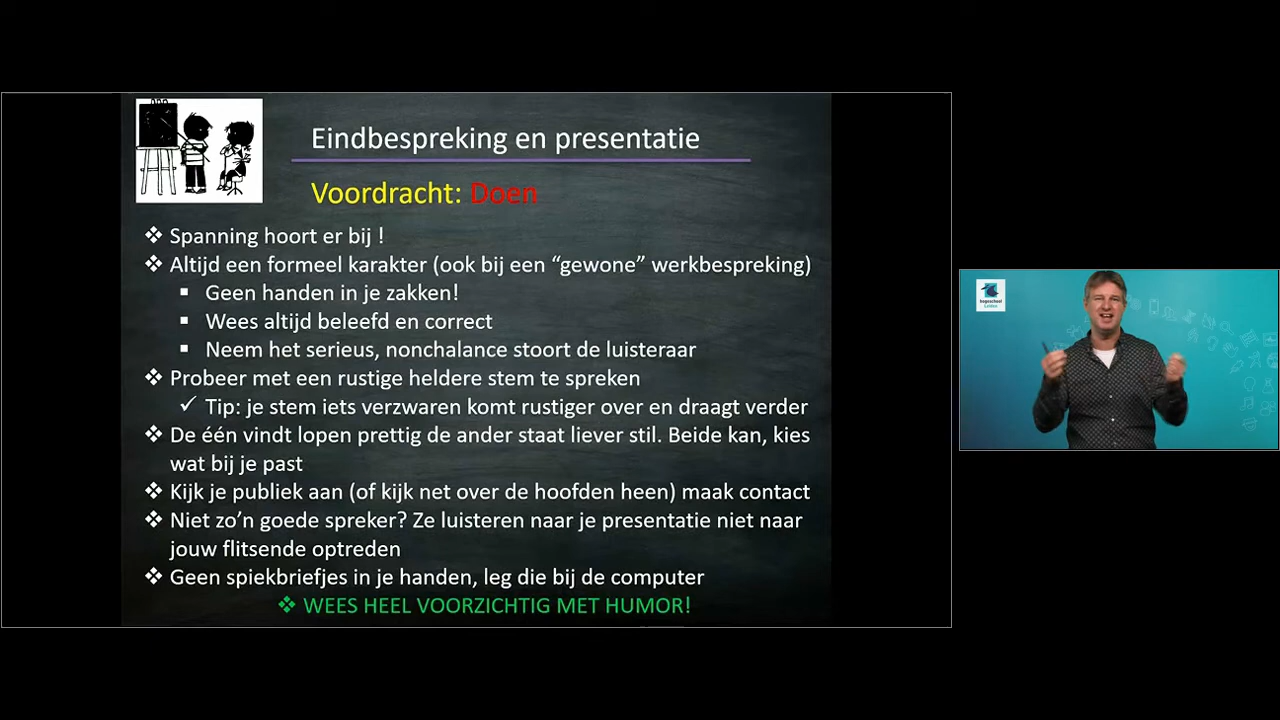 Eindbespreking en presentatie
Voordracht: Doen
❖ Spanning hoort er bij !
❖ Altijd een formeel karakter (ook bij een “gewone” werkbespreking)
▪ Geen handen in je zakken!
▪ Wees altijd beleefd en correct
▪ Neem het serieus, nonchalance stoort de luisteraar
❖ Probeer met een rustige heldere stem te spreken
✓ Tip: je stem iets verzwaren komt rustiger over en draagt verder
❖ De één vindt lopen prettig de ander staat liever stil. Beide kan, kies
wat bij je past
❖ Kijk je publiek aan (of kijk net over de hoofden heen) maak contact
❖ Niet zo’n goede spreker? Ze luisteren naar je presentatie niet naar
jouw flitsende optreden
❖ Geen spiekbriefjes in je handen, leg die bij de computer
❖ WEES HEEL VOORZICHTIG MET HUMOR!
hogeschool
Leiden